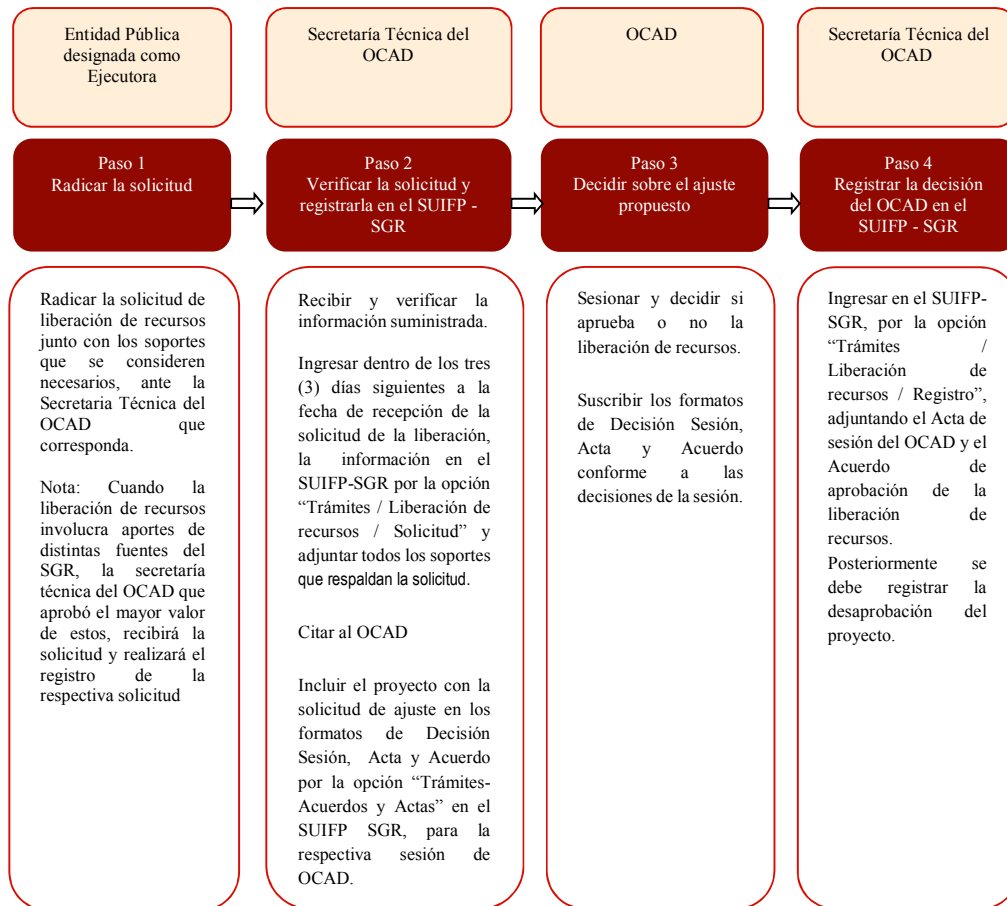 Entidad Pública
designada como
Ejecutora
Secretaría Técnica del
OCAD
OCAD
Secretaría Técnica del
OCAD
Paso 1
Radicar la solicitud
Paso 2
Verificar la solicitud y
registrarla en el SUIFP -
SGR
Paso 3
Decidir sobre el ajuste
propuesto
Paso 4
Registrar la decisión
del OCAD en el
SUIFP - SGR
Radicar la solicitud de
liberación de recursos
junto con los soportes
que se consideren
necesarios, ante la
Secretaria Técnica del
OCAD que
corresponda.
Nota: Cuando la
liberación de recursos
involucra aportes de
distintas fuentes del
SGR, la secretaría
técnica del OCAD que
aprobó el mayor valor
de estos, recibirá la
solicitud y realizará el
registro de la
respectiva solicitud
Recibir y verificar la
información suministrada.
Ingresar dentro de los tres
(3) días siguientes a la
fecha de recepción de la
solicitud de la liberación,
la información en el
SUIFP-SGR por la opción
“Trámites / Liberación de
recursos / Solicitud” y
adjuntar todos los soportes
que respaldan la solicitud.
Citar al OCAD
Incluir el proyecto con la
solicitud de ajuste en los
formatos de Decisión
Sesión, Acta y Acuerdo
por la opción “Trámites-
Acuerdos y Actas” en el
SUIFP SGR, para la
respectiva sesión de
OCAD.
Sesionar y decidir si
aprueba o no la
liberación de recursos.
Suscribir los formatos
de Decisión Sesión,
Acta y Acuerdo
conforme a las
decisiones de la sesión.
Ingresar en el SUIFP-
SGR, por la opción
“Trámites /
Liberación de
recursos / Registro”,
adjuntando el Acta de
sesión del OCAD y el
Acuerdo de
aprobación de la
liberación de
recursos.
Posteriormente se
debe registrar la
desaprobación del
proyecto.